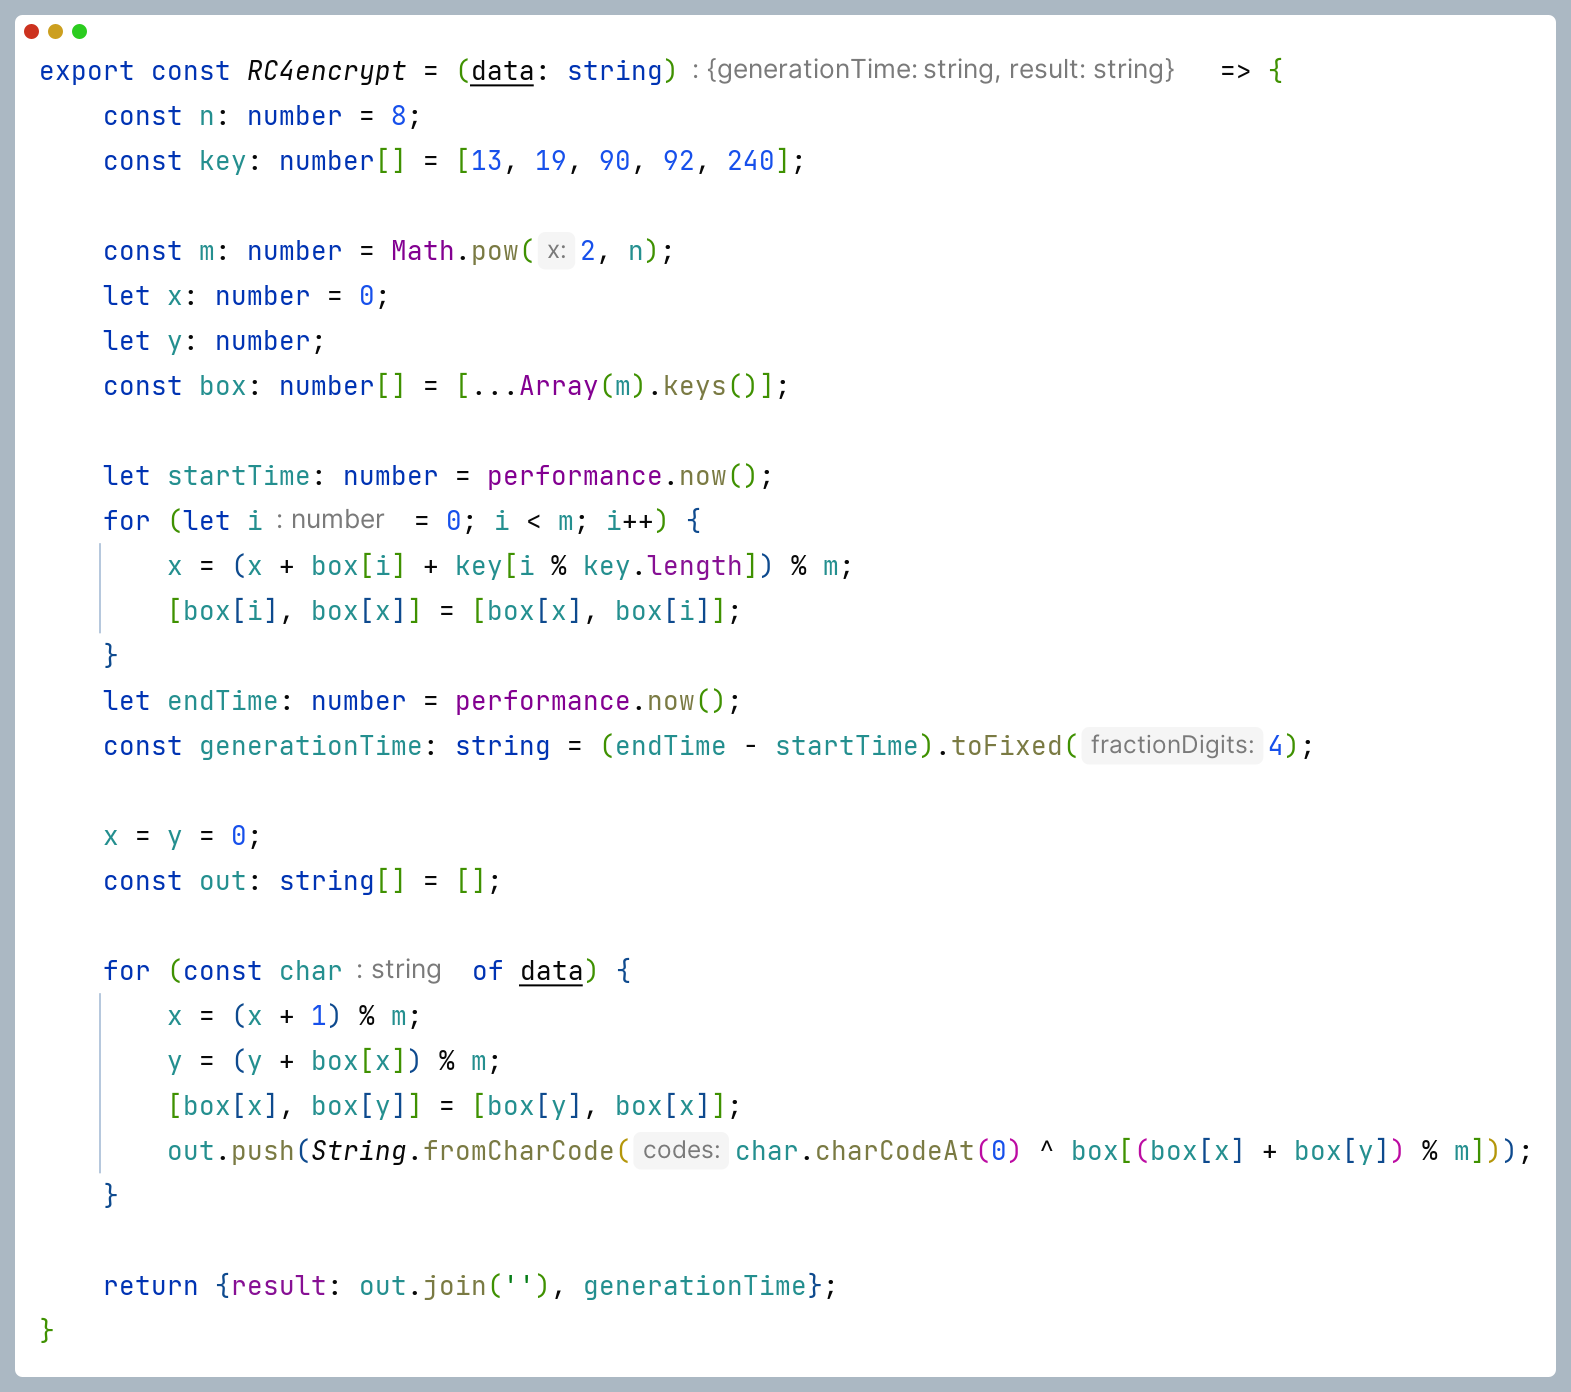 export const RC4encrypt = (data: string) : {generationTime: string, result: string} => {
    const n: number = 8;
    const key: number[] = [13, 19, 90, 92, 240];

    const m: number = Math.pow( x: 2, n);
    let x: number = 0;
    let y: number;
    const box: number[] = [...Array(m).keys()];

    let startTime: number = performance.now();
    for (let i : number = 0; i < m; i++) {
        x = (x + box[i] + key[i % key.length]) % m;
        [box[i], box[x]] = [box[x], box[i]];
    }
    let endTime: number = performance.now();
    const generationTime: string = (endTime - startTime).toFixed( fractionDigits: 4);

    x = y = 0;
    const out: string[] = [];

    for (const char : string of data) {
        x = (x + 1) % m;
        y = (y + box[x]) % m;
        [box[x], box[y]] = [box[y], box[x]];
        out.push(String.fromCharCode( codes: char.charCodeAt(0) ^ box[(box[x] + box[y]) % m]));
    }

    return {result: out.join(''), generationTime};
}